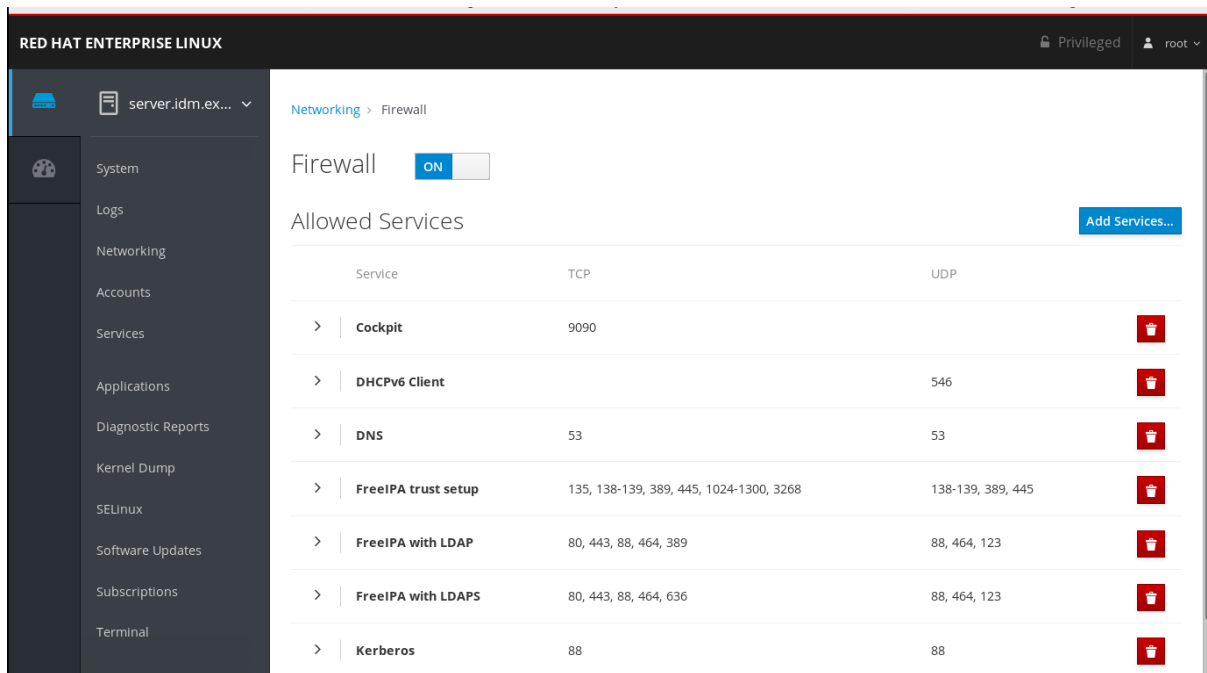 RED HAT ENTERPRISE LINUX
Privileged
root
server.idm.ex...
System
Logs
Networking
Accounts
Services
Applications
Diagnostic Reports
Kernel Dump
SELinux
Software Updates
Subscriptions
Terminal
Networking > Firewall
Firewall ON
Allowed Services
Add Services...
Service TCP UDP
Cockpit 9090
DHCPv6 Client 546
DNS 53 53
FreeIPA trust setup 135, 138-139, 389, 445, 1024-1300, 3268 138-139, 389, 445
FreeIPA with LDAP 80, 443, 88, 464, 389 88, 464, 123
FreeIPA with LDAPS 80, 443, 88, 464, 636 88, 464, 123
Kerberos 88 88